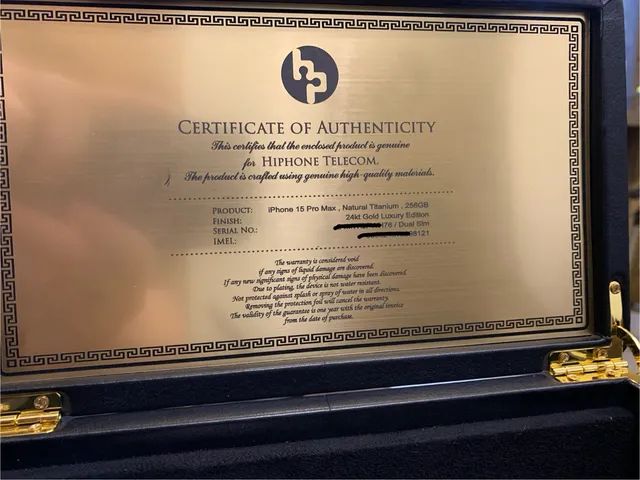 hp
CERTIFICATE OF AUTHENTICITY
This certifies that the enclosed product is genuine
for HIPHONE TELECOM.
The product is crafted using genuine high-quality materials.
PRODUCT: iPhone 15 Pro Max , Natural Titanium , 256GB
FINISH: 24kt Gold Luxury Edition
SERIAL NO.: H76 / Dual Sim
IMEI.: 98121
The warranty is considered void
if any signs of liquid damage are discovered.
If any new significant signs of physical damage have been discovered.
Due to plating, the device is not water resistant.
Not protected against splash or spray of water in all directions.
Removing the protection foil will cancel the warranty.
The validity of the guarantee is one year with the original invoice
from the date of purchase.